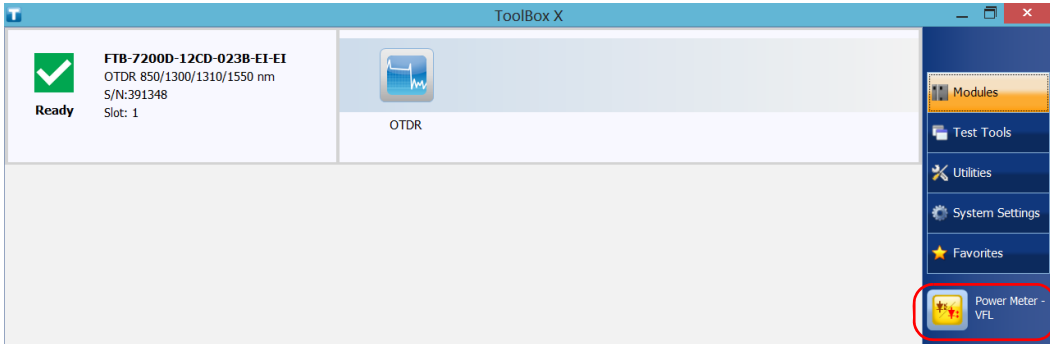 T
ToolBox X
FTB-7200D-12CD-023B-EI-EI
OTDR 850/1300/1310/1550 nm
S/N:391348
Slot: 1
Ready
OTDR
Modules
Test Tools
Utilities
System Settings
Favorites
Power Meter -
VFL